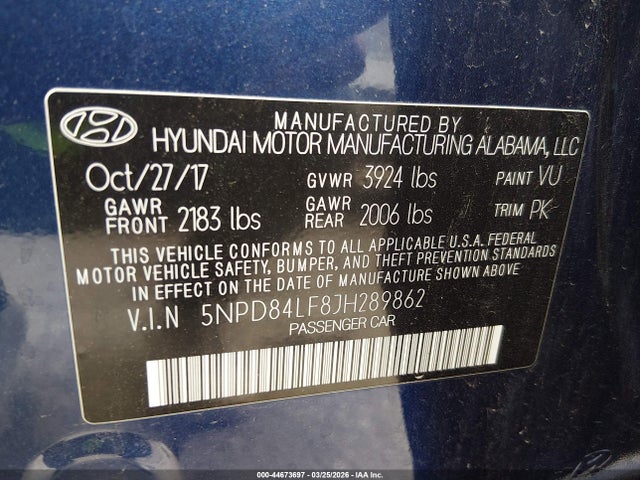 MANUFACTURED BY
HYUNDAI MOTOR MANUFACTURING ALABAMA, LLC
Oct/27/17 GVWR 3924 lbs PAINT VU
GAWR FRONT 2183 lbs GAWR REAR 2006 lbs TRIM PK
THIS VEHICLE CONFORMS TO ALL APPLICABLE U.S.A. FEDERAL
MOTOR VEHICLE SAFETY, BUMPER, AND THEFT PREVENTION STANDARDS
IN EFFECT ON THE DATE OF MANUFACTURE SHOWN ABOVE.
V.I.N 5NPD84LF8JH289862
PASSENGER CAR
000-44673697 - 03/25/2026 - IAA Inc.